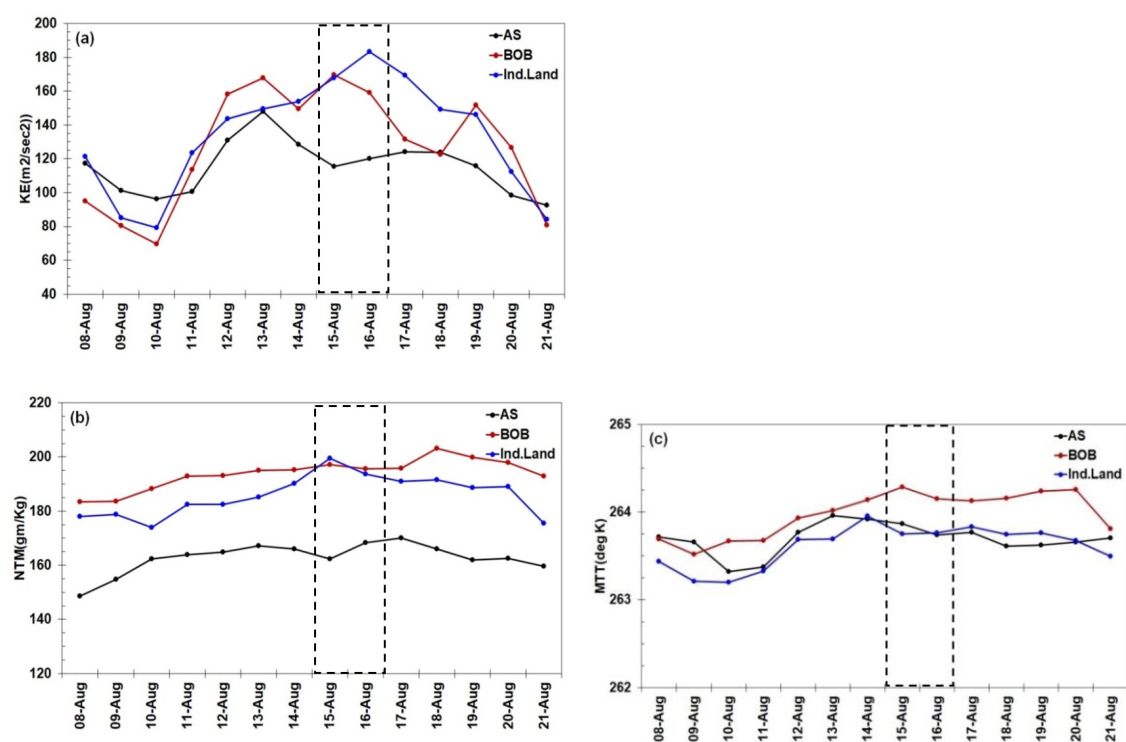 (a)
AS
BOB
Ind.Land
KE(m2/sec2))
200
180
160
140
120
100
80
60
40
08-Aug
09-Aug
10-Aug
11-Aug
12-Aug
13-Aug
14-Aug
15-Aug
16-Aug
17-Aug
18-Aug
19-Aug
20-Aug
21-Aug
(b)
AS
BOB
Ind.Land
NTM(gm/Kg)
220
200
180
160
140
120
08-Aug
09-Aug
10-Aug
11-Aug
12-Aug
13-Aug
14-Aug
15-Aug
16-Aug
17-Aug
18-Aug
19-Aug
20-Aug
21-Aug
(c)
AS
BOB
Ind.Land
MTT(deg K)
265
264
263
262
08-Aug
09-Aug
10-Aug
11-Aug
12-Aug
13-Aug
14-Aug
15-Aug
16-Aug
17-Aug
18-Aug
19-Aug
20-Aug
21-Aug